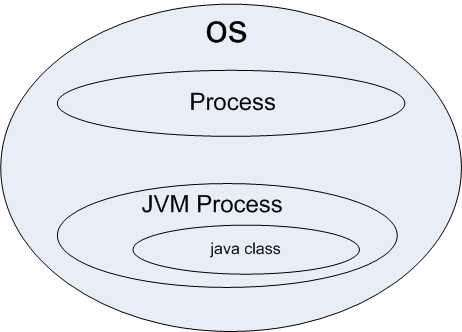 OS
Process
JVM Process
java class